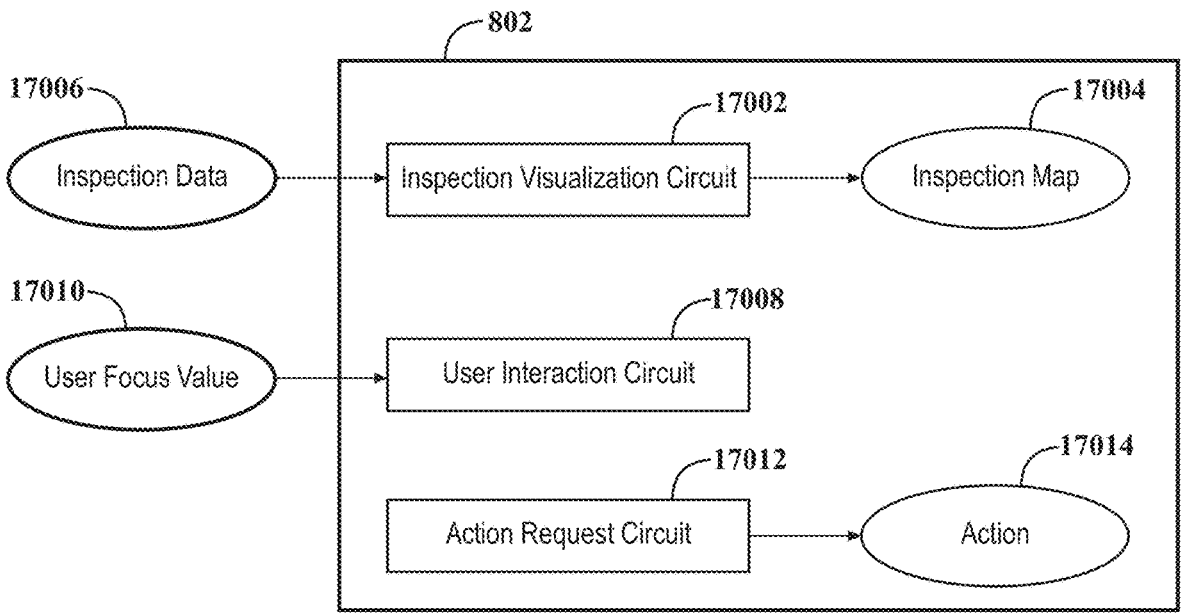 802
17006
17002
17004
Inspection Data
Inspection Visualization Circuit
Inspection Map
17010
17008
User Focus Value
User Interaction Circuit
17012
17014
Action Request Circuit
Action